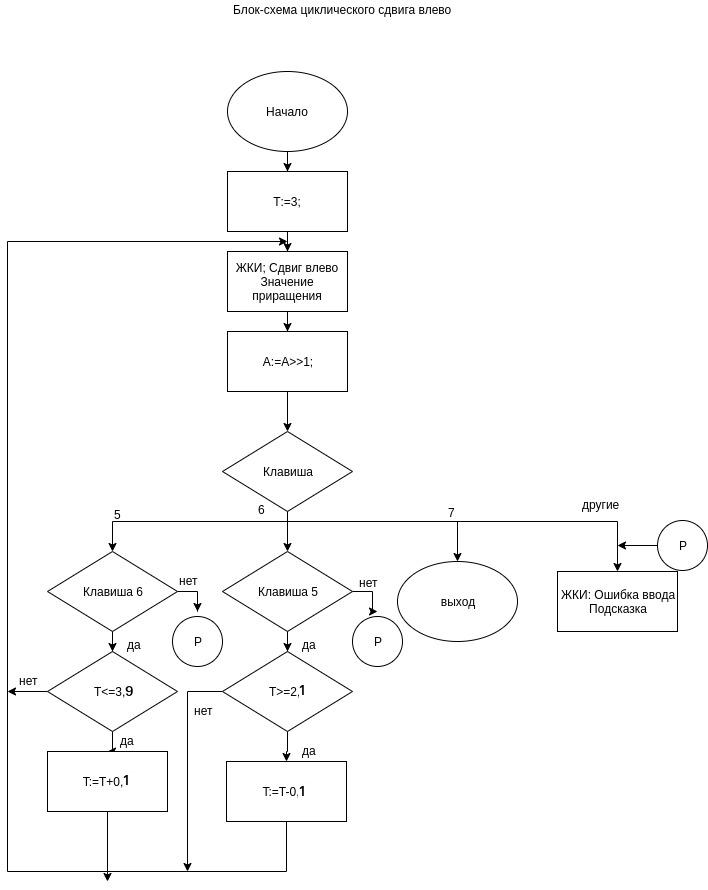 Блок-схема циклического сдвига влево
Начало
T:=3;
ЖКИ; Сдвиг влево
Значение
приращения
A:=A>>1;
Клавиша
5
6
7
другие
Клавиша 6
нет
Клавиша 5
нет
выход
P
ЖКИ: Ошибка ввода
Подсказка
P
P
да
да
нет
T<=3,9
T>=2,1
нет
да
да
T:=T+0,1
T:=T-0,1